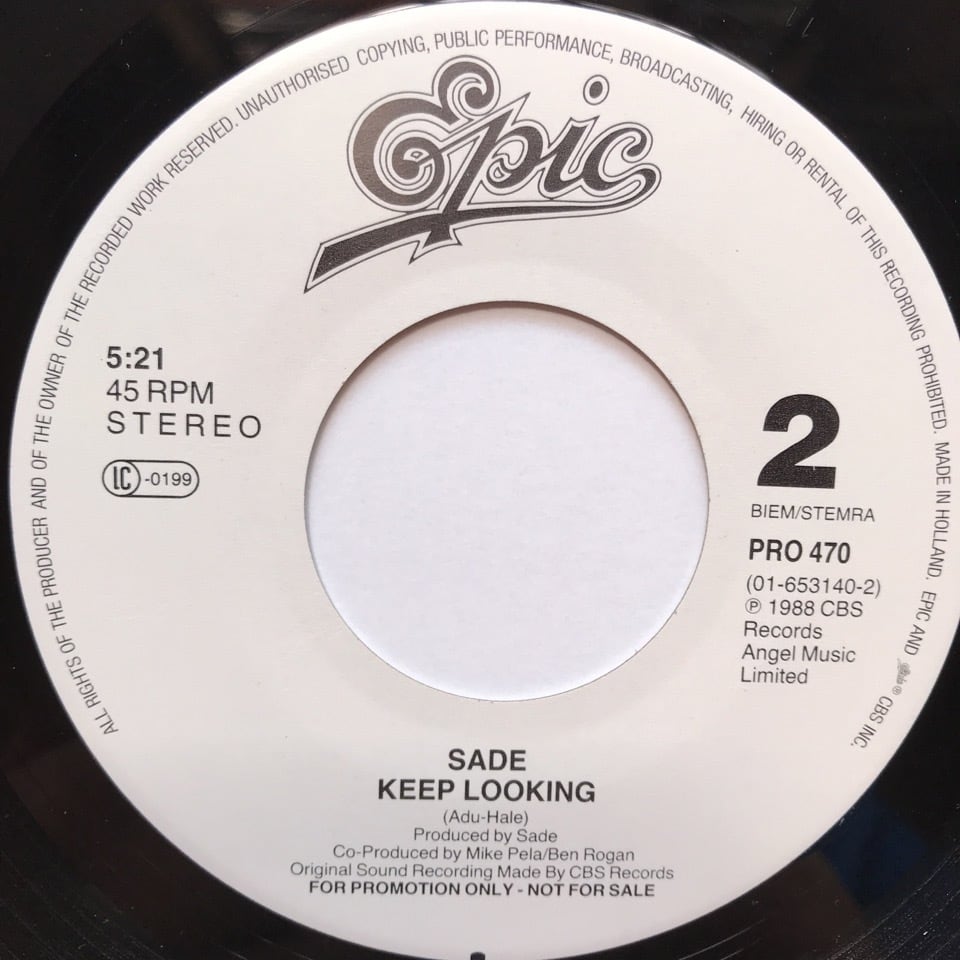 ALL RIGHTS OF THE PRODUCER AND OF THE OWNER OF THE RECORDED WORK RESERVED. UNAUTHORISED COPYING, PUBLIC PERFORMANCE, BROADCASTING, HIRING OR RENTAL OF THIS RECORDING PROHIBITED. MADE IN HOLLAND. EPIC AND ® CBS INC.
Epic
5:21
45 RPM
STEREO
LC-0199
2
BIEM/STEMRA
PRO 470
(01-653140-2)
℗ 1988 CBS
Records
Angel Music
Limited
SADE
KEEP LOOKING
(Adu-Hale)
Produced by Sade
Co-Produced by Mike Pela/Ben Rogan
Original Sound Recording Made By CBS Records
FOR PROMOTION ONLY - NOT FOR SALE